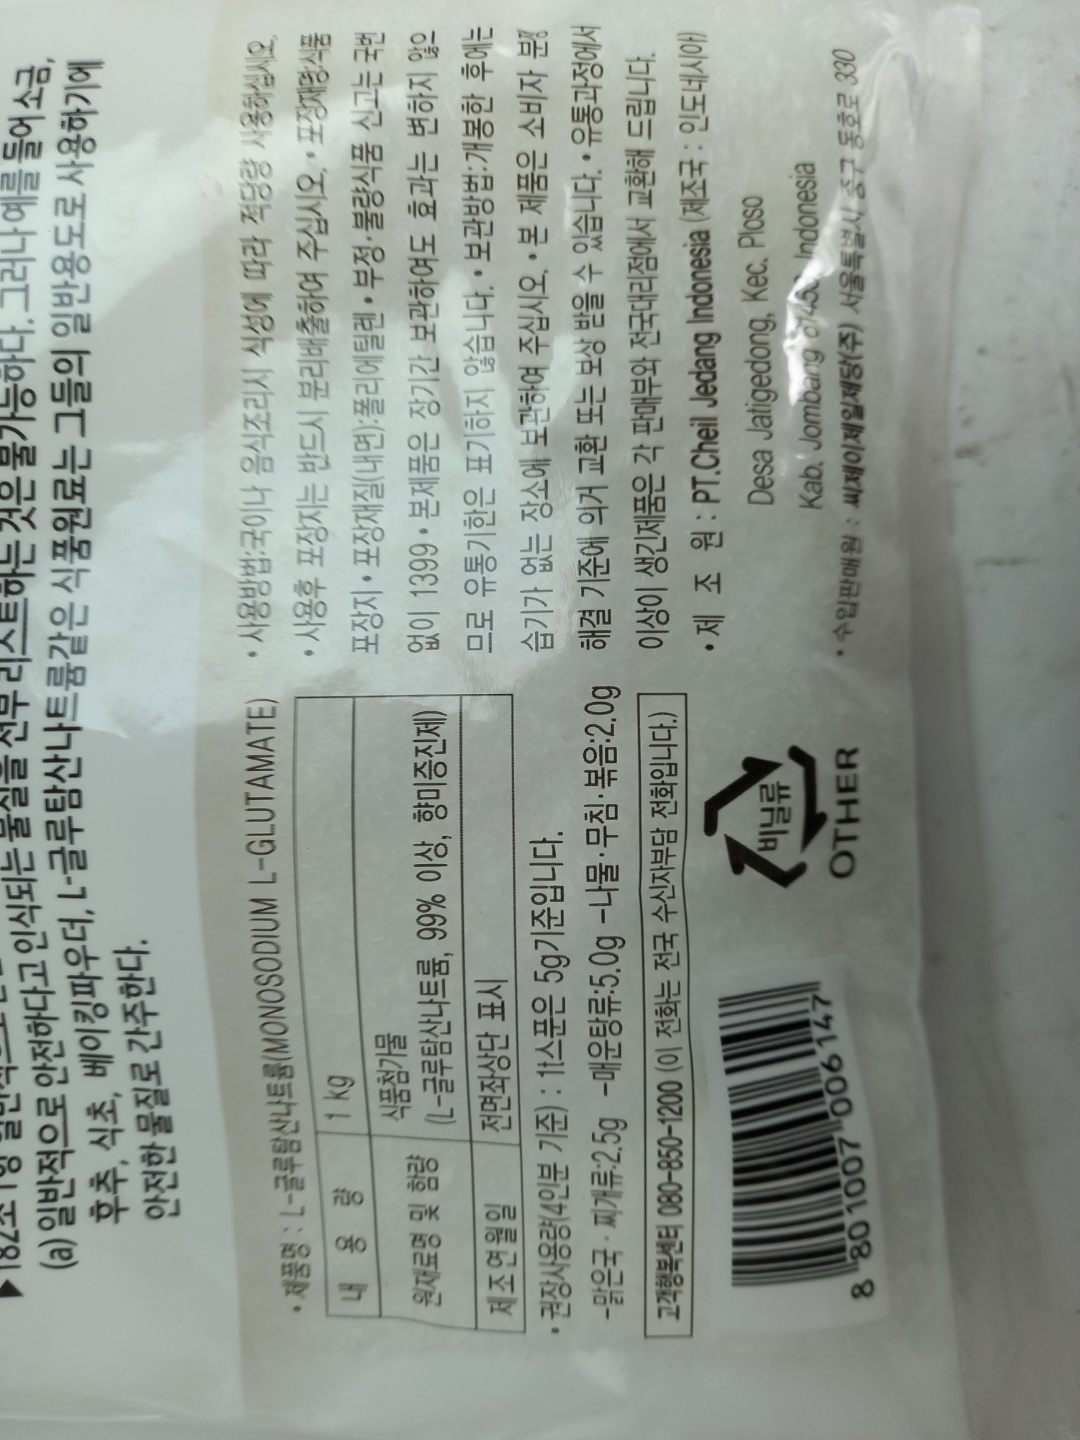 (a) 일반적으로 안전하다고 인식되는 물질을 전부 리스트하는 것은 불가능하다. 그러나 예를 들어 소금,
후추, 식초, 베이킹파우더, L-글루탐산나트륨같은 식품원료는 그들의 일반용도로 사용하기에
안전한 물질로 간주한다.
• 제품명 : L-글루탐산나트륨(MONOSODIUM L-GLUTAMATE)
내 용 량 1 kg
원재료명 및 함량 식품첨가물
(L-글루탐산나트륨, 99% 이상, 향미증진제)
제조연월일 전면좌상단 표시
• 권장사용량(4인분 기준) : 1t스푼은 5g기준입니다.
-맑은국·찌개류:2.5g -매운탕류:5.0g -나물·무침·볶음:2.0g
고객행복센터 080-850-1200 (이 전화는 전국 수신자부담 전화입니다.)
8 801007 006147
비닐류
OTHER
• 사용방법:국이나 음식조리시 식성에 따라 적당량 사용하십시오.
• 사용후 포장지는 반드시 분리배출하여 주십시오. • 포장재명:식품
포장지 • 포장재질(내면):폴리에틸렌 • 부정·불량식품 신고는 국번
없이 1399 • 본제품은 장기간 보관하여도 효과는 변하지 않으
므로 유통기한은 표기하지 않습니다. • 보관방법:개봉한 후에는
습기가 없는 장소에 보관하여 주십시오. • 본 제품은 소비자 분쟁
해결 기준에 의거 교환 또는 보상 받을 수 있습니다. • 유통과정에서
이상이 생긴제품은 각 판매부와 전국대리점에서 교환해 드립니다.
• 제 조 원 : PT.Cheil Jedang Indonesia (제조국 : 인도네시아)
Desa Jatigedong, Kec. Ploso
Kab. Jombang Indonesia
• 수입판매원 : 씨제이제일제당(주) 서울특별시 중구 동호로 330